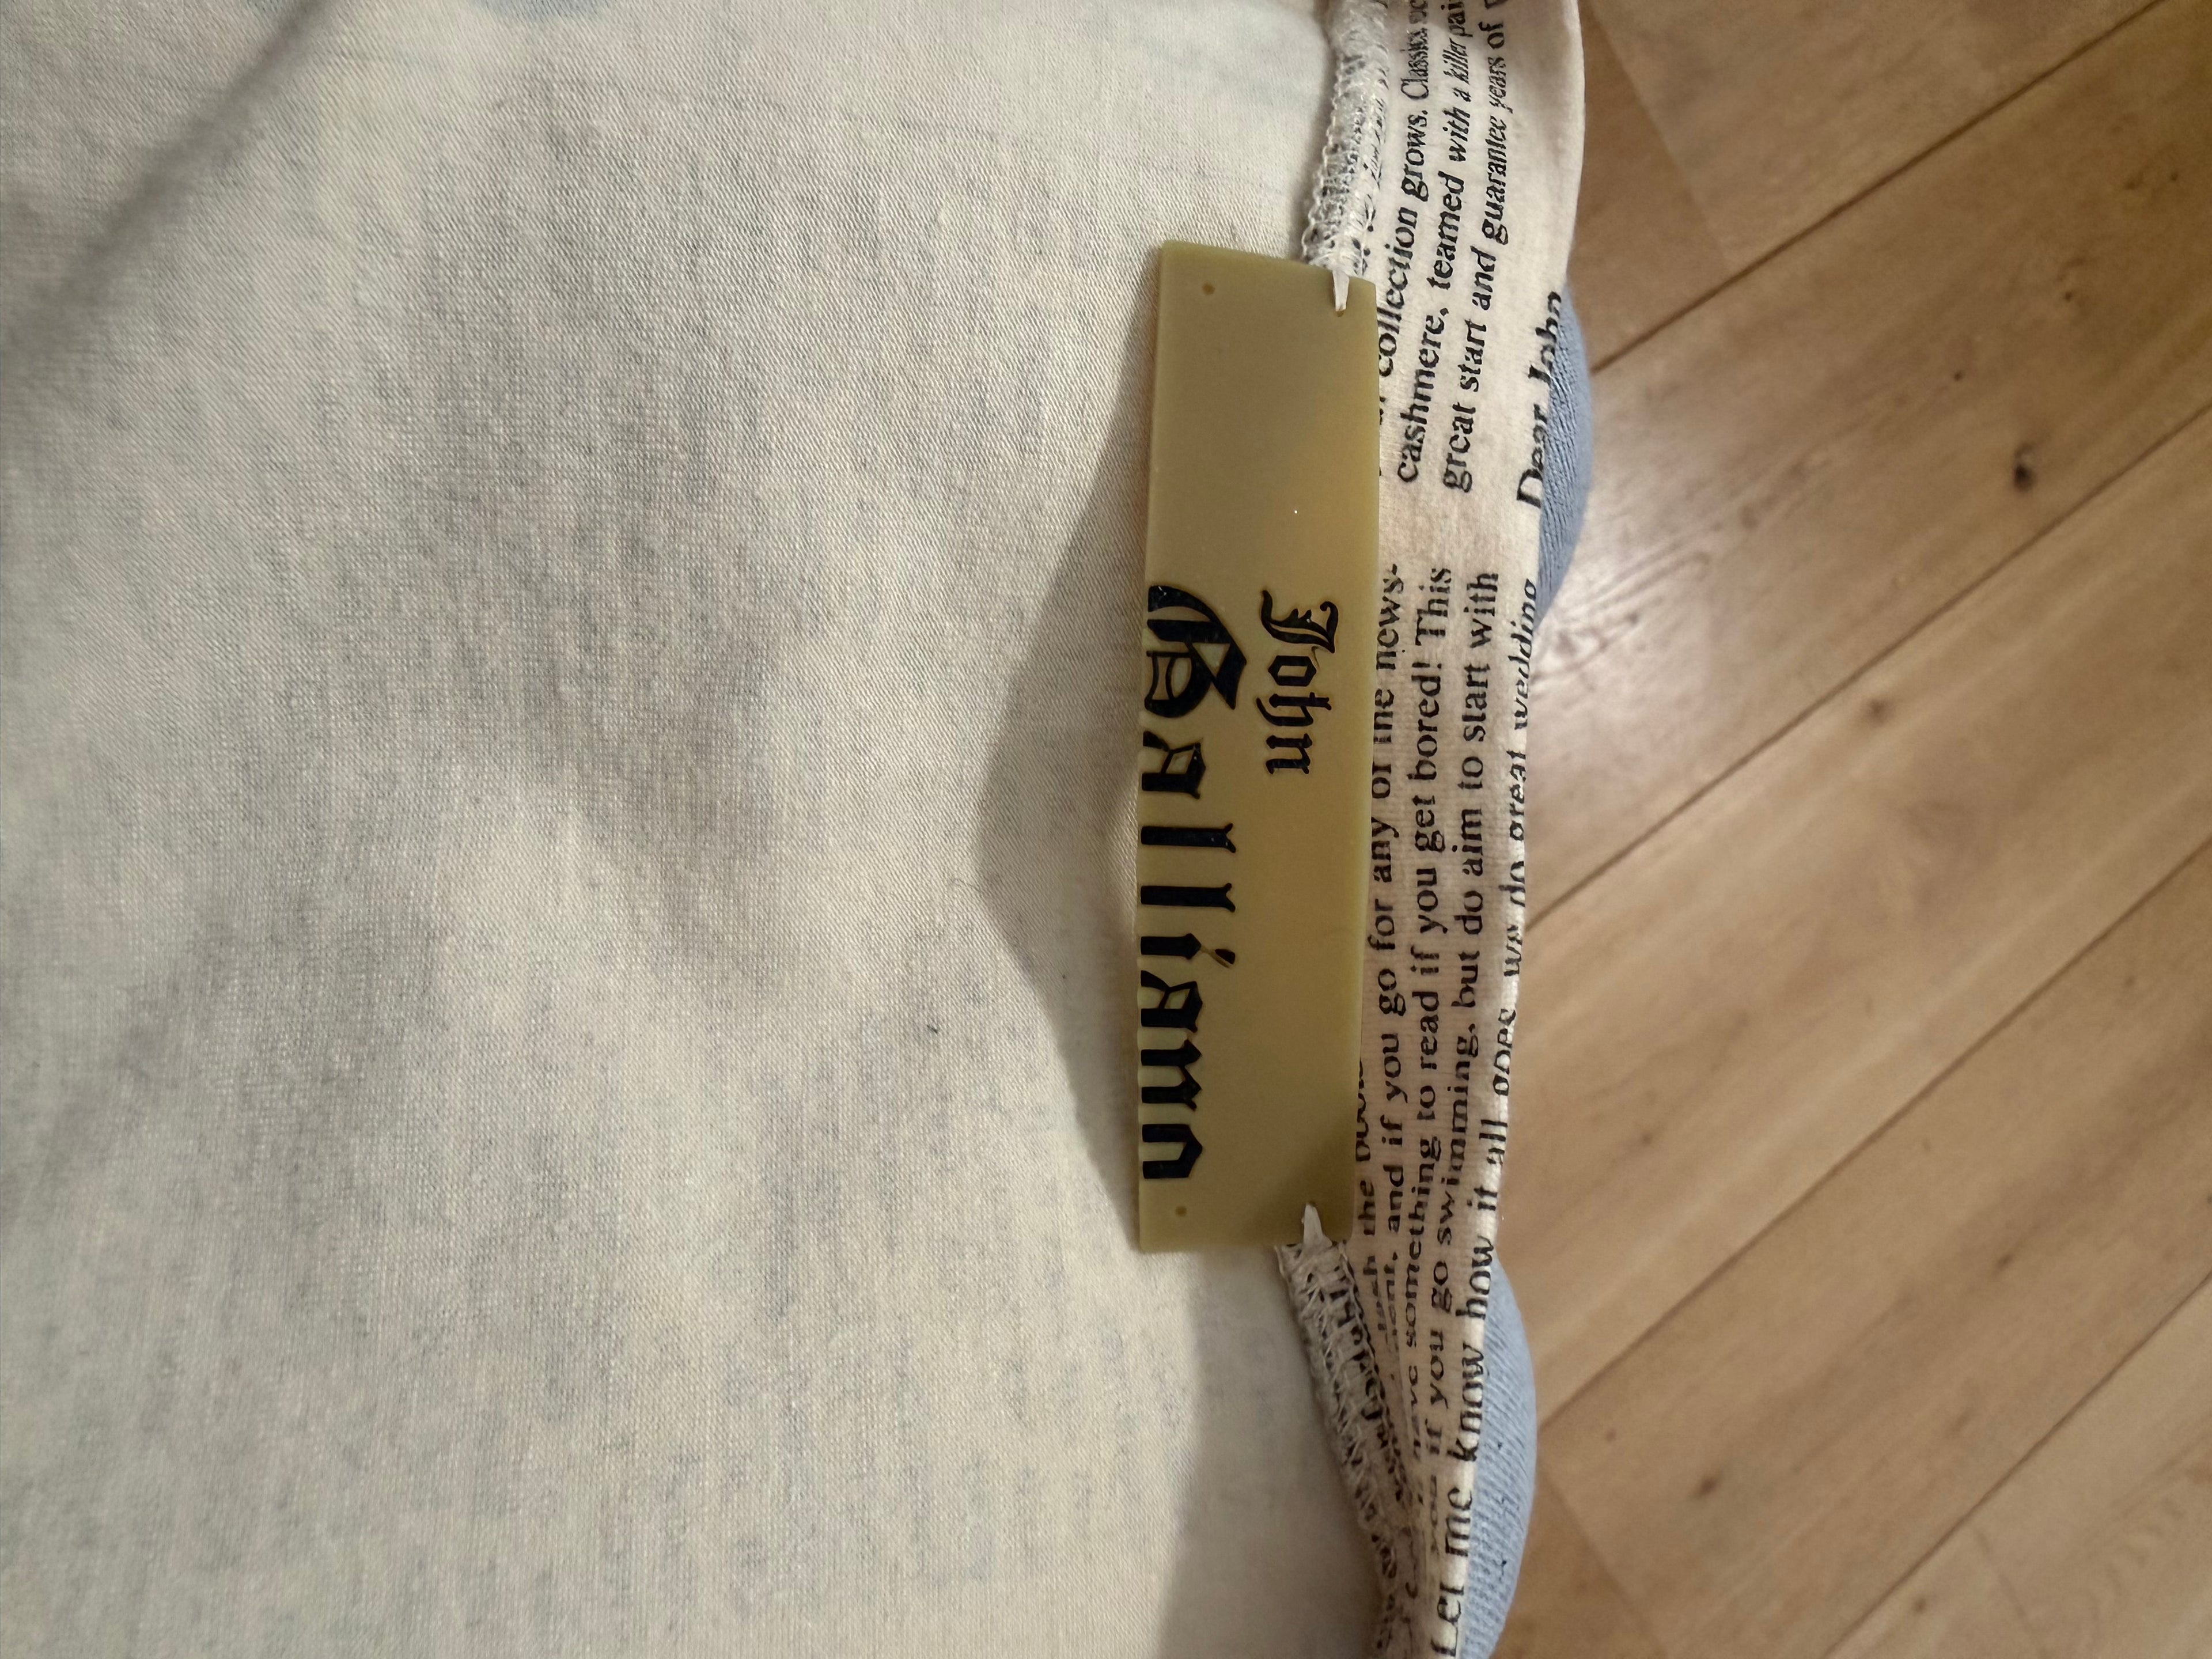 John
Galliano
the
and if you go for any of the news-
have something to read if you get bored! This
if you go swimming, but do aim to start with
Let me know how it all goes we do great wedding
collection grows. Classics
cashmere, teamed with a killer
great start and guarantee years of
Dear John